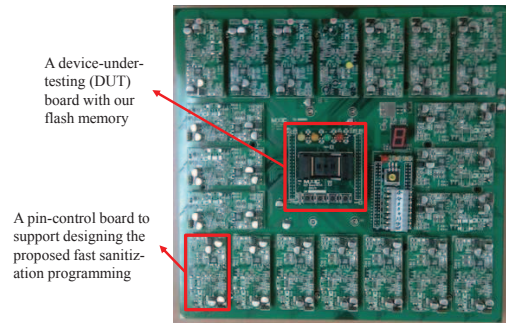 A device-under-
testing (DUT)
board with our
flash memory
A pin-control board to
support designing the
proposed fast sanitiz-
ation programming